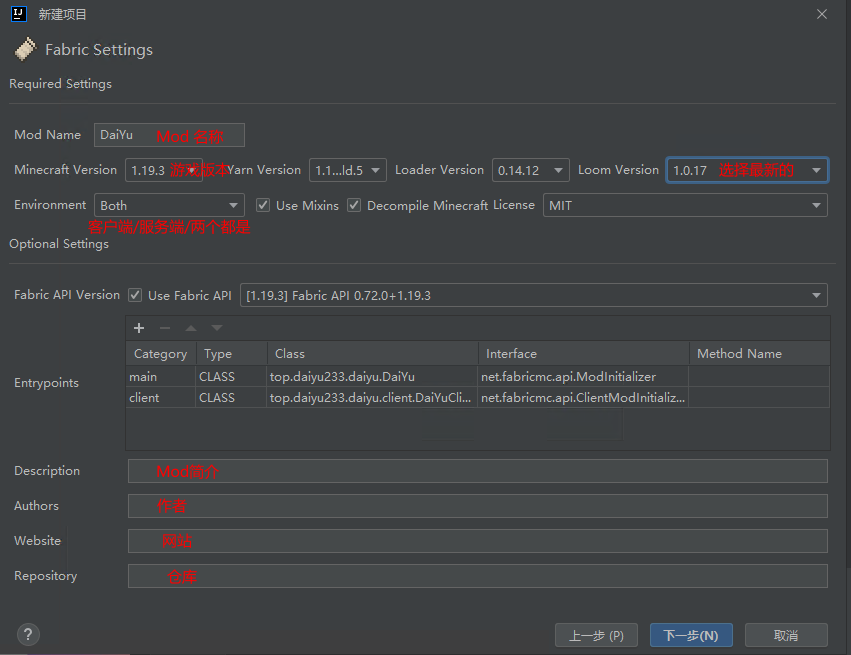 IJ 新建项目
Fabric Settings
Required Settings
Mod Name DaiYu Mod 名称
Minecraft Version 1.19.3 游戏版本 Yarn Version 1.1...ld.5 Loader Version 0.14.12 Loom Version 1.0.17 选择最新的
Environment Both Use Mixins Decompile Minecraft License MIT
客户端/服务端/两个都是
Optional Settings
Fabric API Version Use Fabric API [1.19.3] Fabric API 0.72.0+1.19.3
Category Type Class Interface Method Name
main CLASS top.daiyu233.daiyu.DaiYu net.fabricmc.api.ModInitializer
Entrypoints
client CLASS top.daiyu233.daiyu.client.DaiYuCli... net.fabricmc.api.ClientModInitializ...
Description Mod简介
Authors 作者
Website 网站
Repository 仓库
? 上一步 (P) 下一步(N) 取消